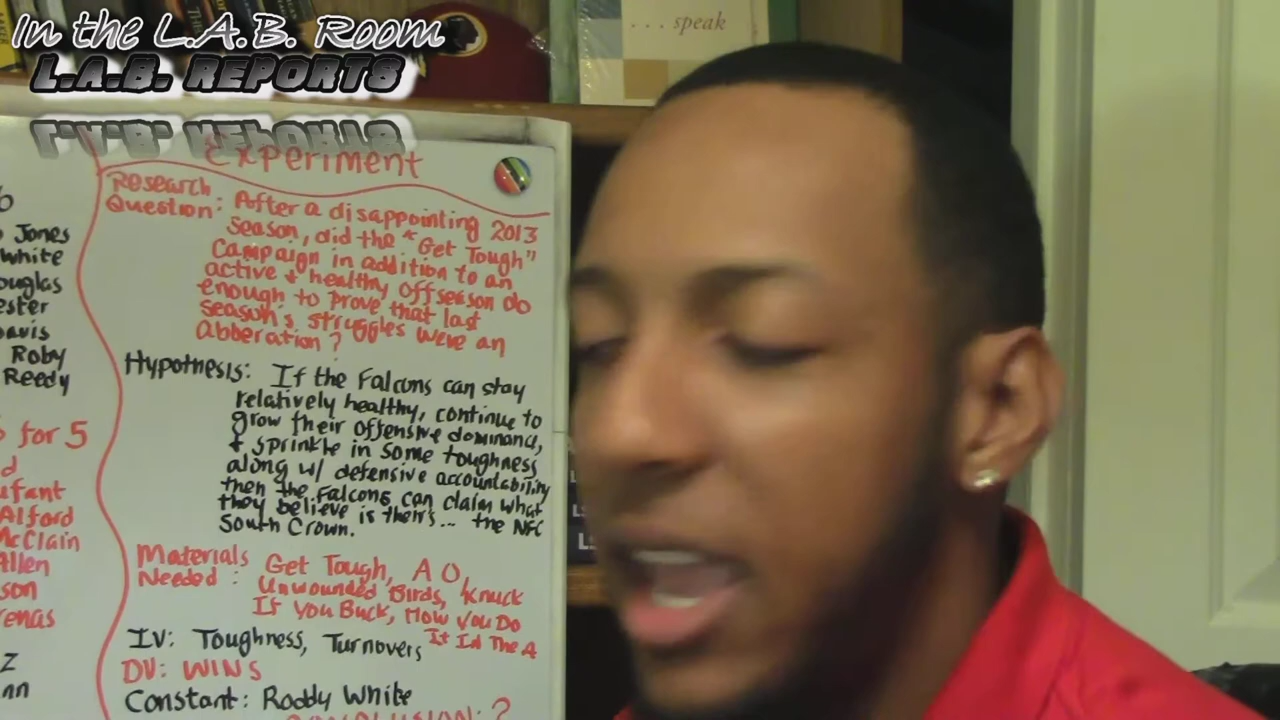 In the L.A.B. Room
L.A.B. REPORTS
... speak
Experiment
Research
Question: After a disappointing 2013
season, did the "Get Tough"
Campaign in addition to an
active + healthy offseason do
enough to prove that last
season's struggles were an
abberation?
Hypothesis: If the Falcons can stay
relatively healthy, continue to
grow their offensive dominance,
+ sprinkle in some toughness
along w/ defensive accountability
then the Falcons can claim what
they believe is theirs... the NFC
South Crown.
Materials
Needed: Get Tough, A O,
Unwounded Birds, Knuck
If You Buck, How You Do
It In The A
IV: Toughness, Turnovers
DV: WINS
Constant: Roddy White
CONCLUSION: ?
Jones
White
Roby
Reedy
for 5
Alford
McClain